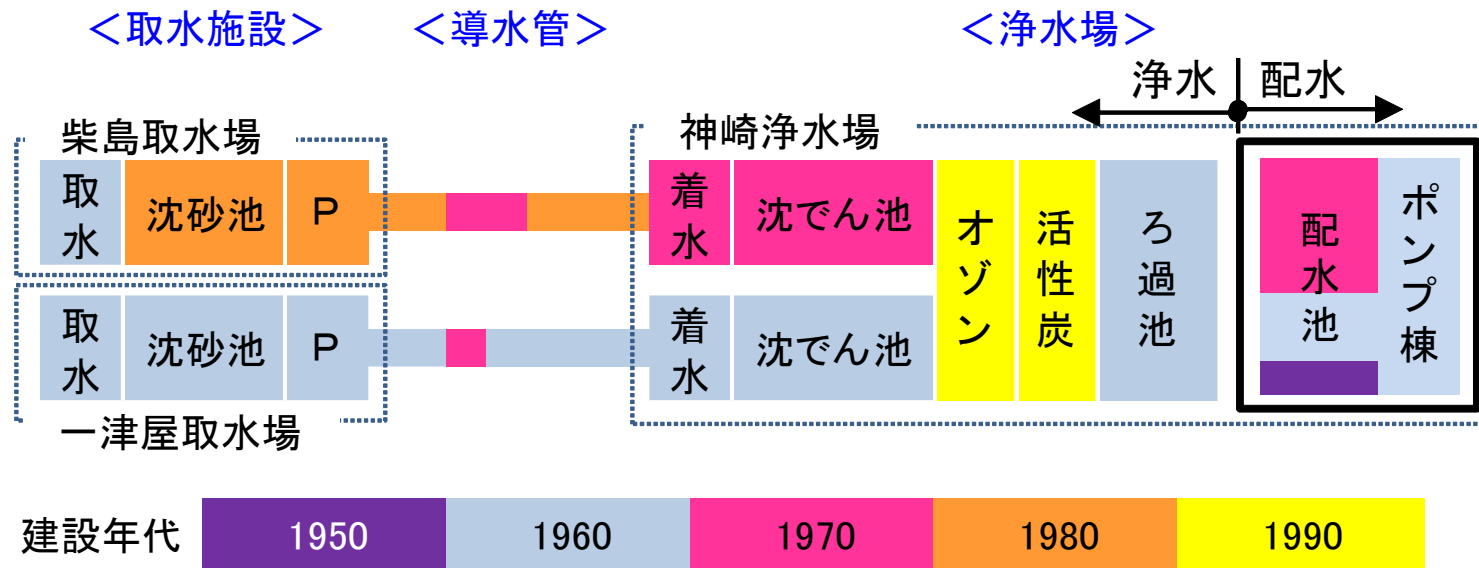 ＜取水施設＞
＜導水管＞
＜浄水場＞
浄水
配水
柴島取水場
取水
沈砂池
P
神崎浄水場
着水
沈でん池
オゾン
活性炭
ろ過池
配水池
ポンプ棟
取水
沈砂池
P
着水
沈でん池
一津屋取水場
建設年代
1950
1960
1970
1980
1990